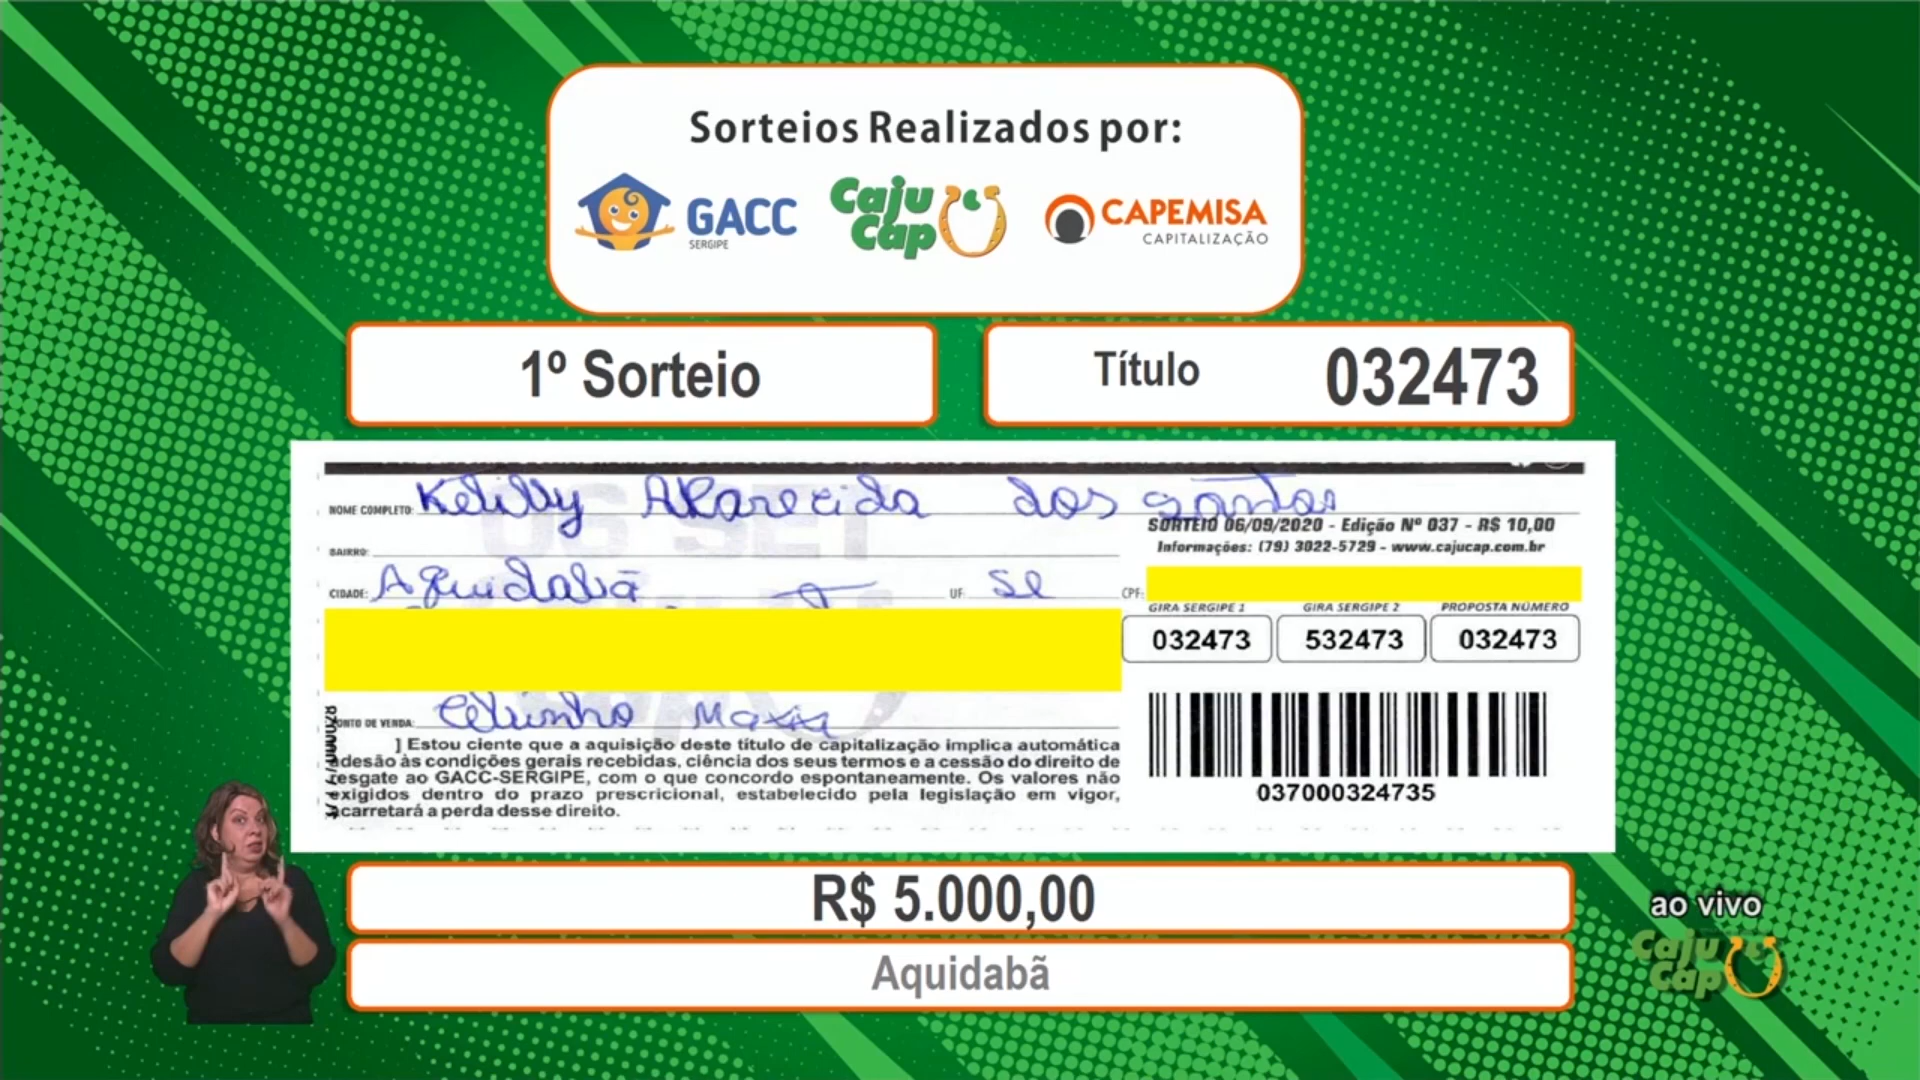 Sorteios Realizados por:
GACC
SERGIPE
Caju
Cap
CAPEMISA
CAPITALIZAÇÃO
1º Sorteio
Título 032473
NOME COMPLETO: Kelilly Aparecida dos Santos
SORTEIO 06/09/2020 - Edição Nº 037 - R$ 10,00
Informações: (79) 3022-5729 - www.cajucap.com.br
BAIRRO:
CIDADE: Aquidabã UF: Se CPF:
GIRA SERGIPE 1 GIRA SERGIPE 2 PROPOSTA NÚMERO
032473 532473 032473
PONTO DE VENDA:
] Estou ciente que a aquisição deste título de capitalização implica automática
adesão às condições gerais recebidas, ciência dos seus termos e a cessão do direito de
resgate ao GACC-SERGIPE, com o que concordo espontaneamente. Os valores não
exigidos dentro do prazo prescricional, estabelecido pela legislação em vigor,
acarretará a perda desse direito.
037000324735
R$ 5.000,00
Aquidabã
ao vivo
Caju
Cap